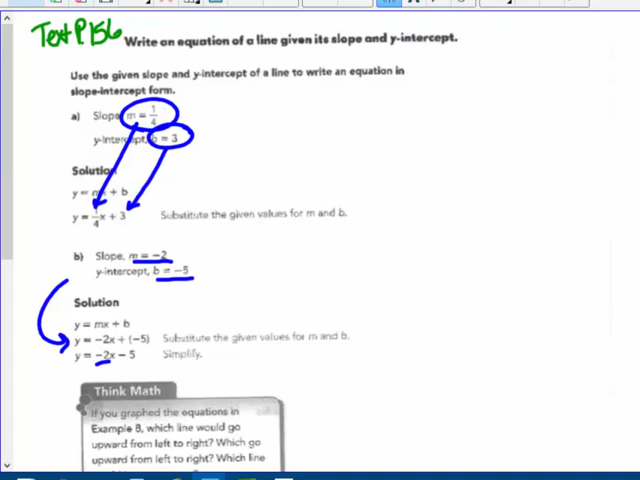 Text P156
Write an equation of a line given its slope and y-intercept.
Use the given slope and y-intercept of a line to write an equation in
slope-intercept form.
a) Slope, m = 1/4
y-intercept, b = 3
Solution
y = mx + b
y = 1/4x + 3 Substitute the given values for m and b.
b) Slope, m = −2
y-intercept, b = −5
Solution
y = mx + b
y = −2x + (−5) Substitute the given values for m and b.
y = −2x − 5 Simplify.
Think Math
If you graphed the equations in
Example 8, which line would go
upward from left to right? Which go
upward from left to right? Which line